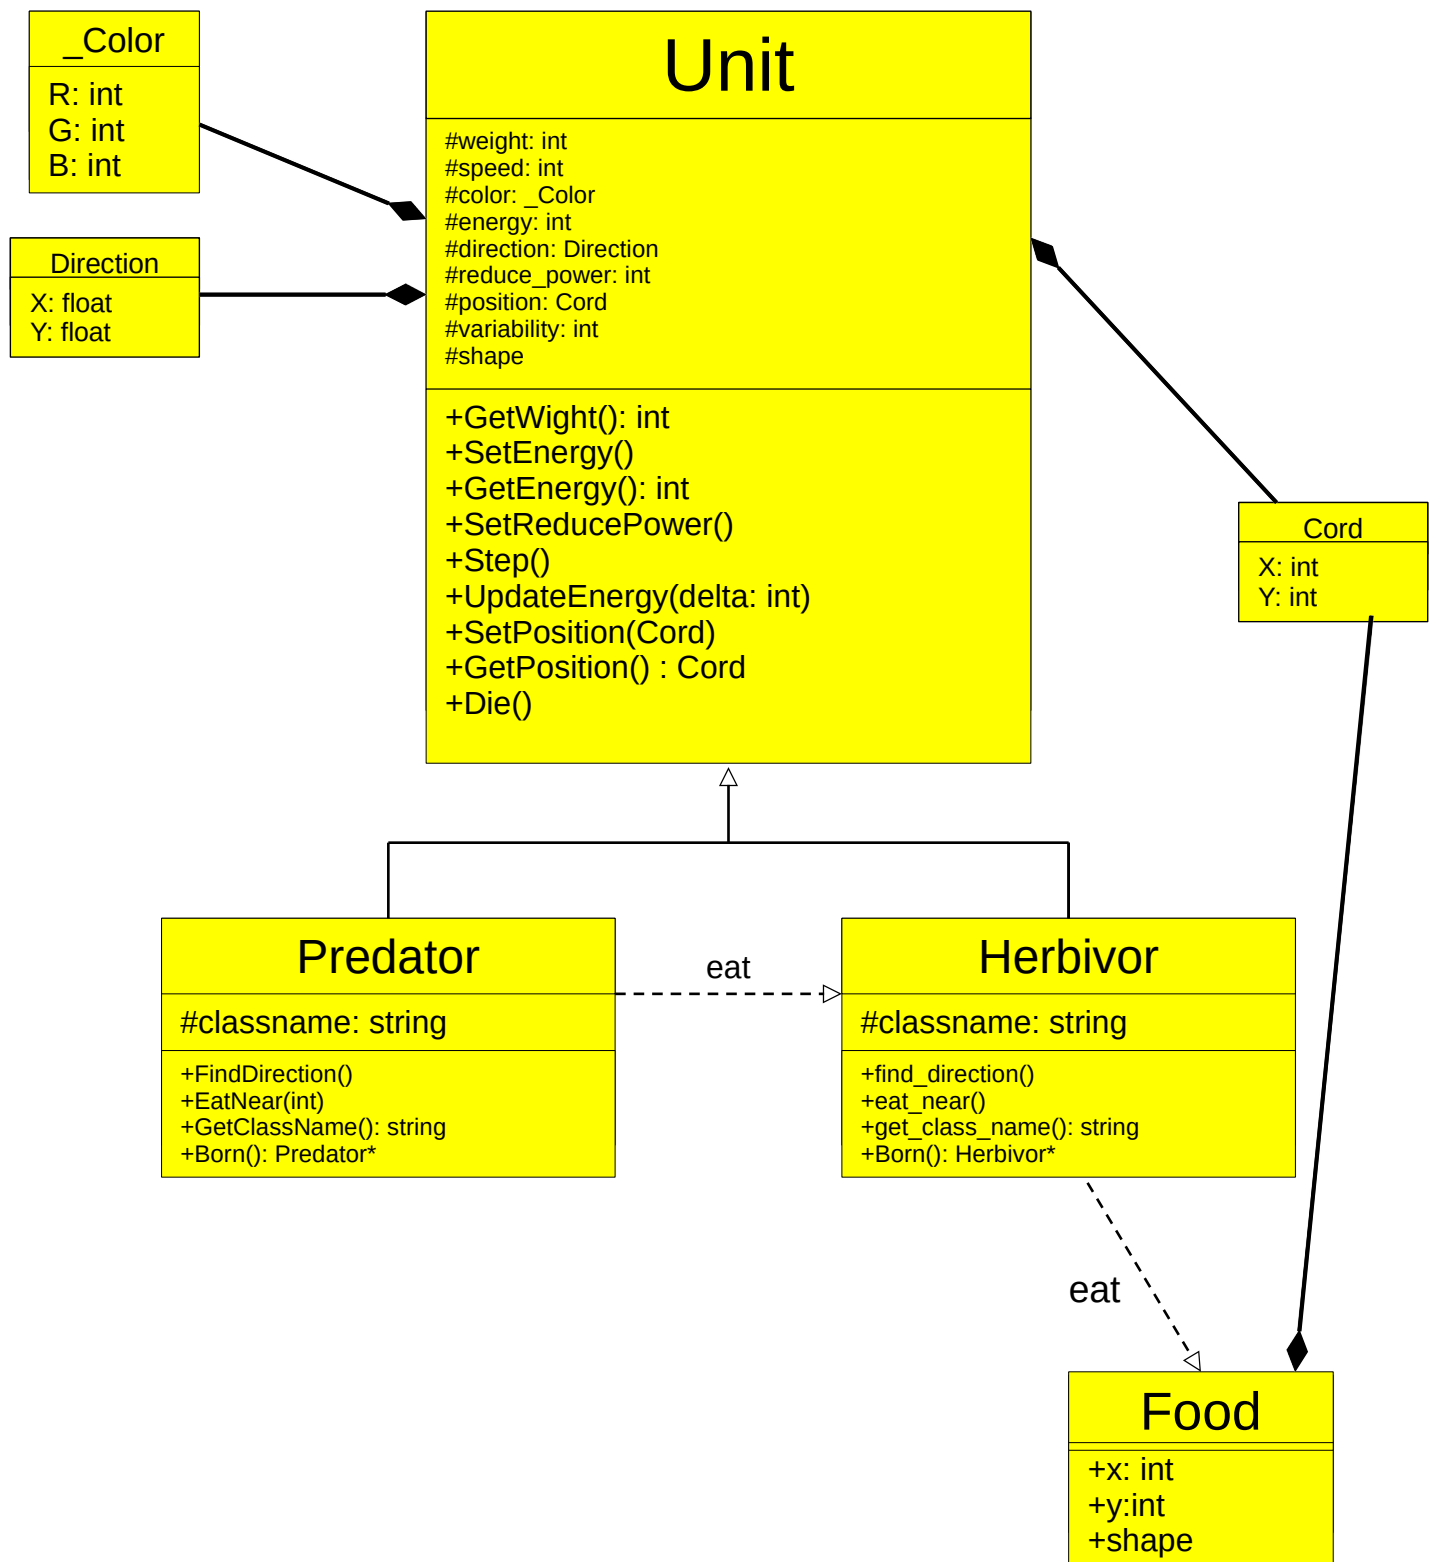 _Color
R: int
G: int
B: int
Direction
X: float
Y: float
Unit
#weight: int
#speed: int
#color: _Color
#energy: int
#direction: Direction
#reduce_power: int
#position: Cord
#variability: int
#shape
+GetWight(): int
+SetEnergy()
+GetEnergy(): int
+SetReducePower()
+Step()
+UpdateEnergy(delta: int)
+SetPosition(Cord)
+GetPosition() : Cord
+Die()
Cord
X: int
Y: int
Predator
#classname: string
+FindDirection()
+EatNear(int)
+GetClassName(): string
+Born(): Predator*
eat
Herbivor
#classname: string
+find_direction()
+eat_near()
+get_class_name(): string
+Born(): Herbivor*
eat
Food
+x: int
+y:int
+shape